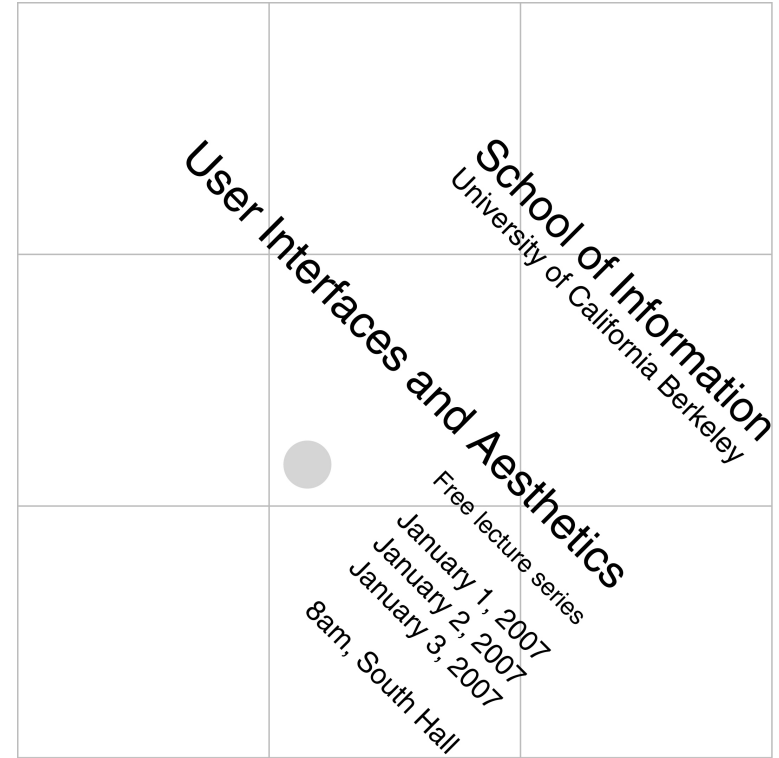 School of Information
University of California Berkeley
User Interfaces and Aesthetics
Free lecture series
January 1, 2007
January 2, 2007
January 3, 2007
8am, South Hall